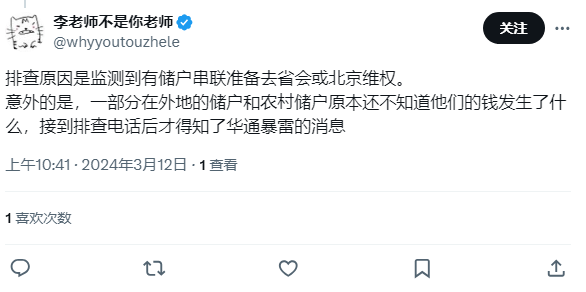 李老师不是你老师
@whyyoutouzhele
关注
排查原因是监测到有储户串联准备去省会或北京维权。
意外的是，一部分在外地的储户和农村储户原本还不知道他们的钱发生了什
么，接到排查电话后才得知了华通暴雷的消息
上午10:41 · 2024年3月12日 · 1 查看
1 喜欢次数